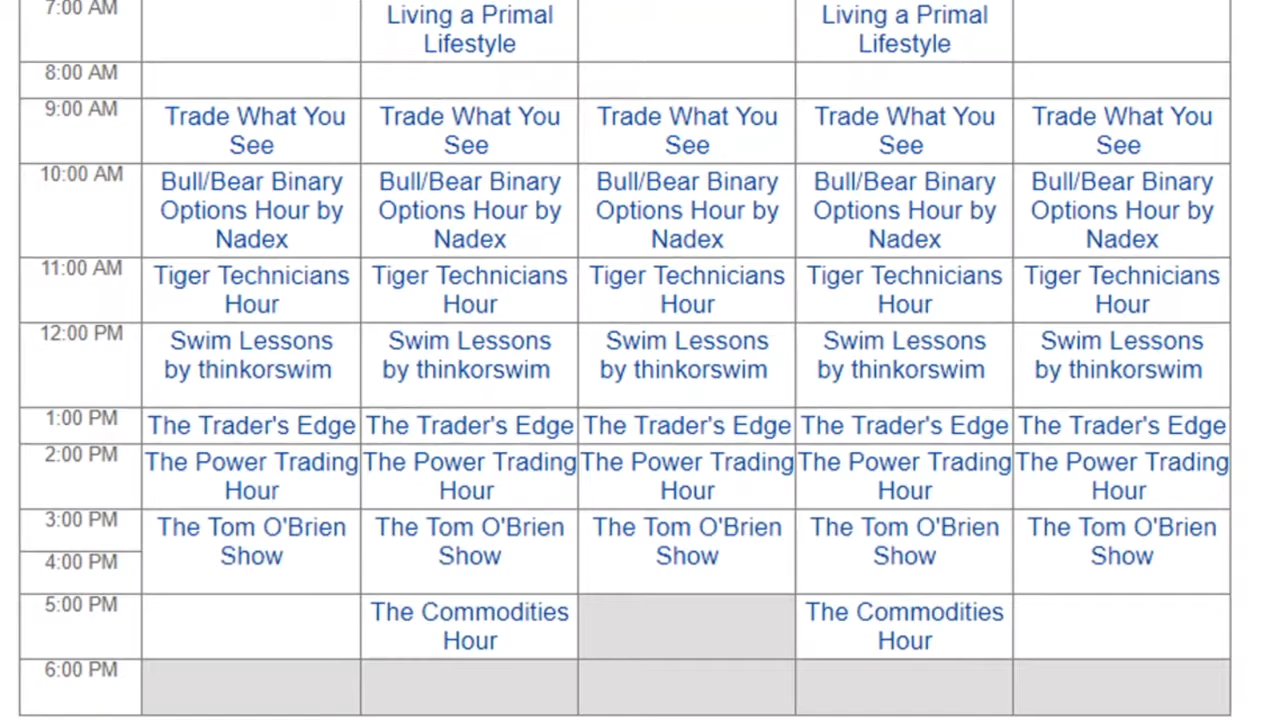 7:00 AM
Living a Primal
Lifestyle
Living a Primal
Lifestyle
8:00 AM
9:00 AM
Trade What You
See
Trade What You
See
Trade What You
See
Trade What You
See
Trade What You
See
10:00 AM
Bull/Bear Binary
Options Hour by
Nadex
Bull/Bear Binary
Options Hour by
Nadex
Bull/Bear Binary
Options Hour by
Nadex
Bull/Bear Binary
Options Hour by
Nadex
Bull/Bear Binary
Options Hour by
Nadex
11:00 AM
Tiger Technicians
Hour
Tiger Technicians
Hour
Tiger Technicians
Hour
Tiger Technicians
Hour
Tiger Technicians
Hour
12:00 PM
Swim Lessons
by thinkorswim
Swim Lessons
by thinkorswim
Swim Lessons
by thinkorswim
Swim Lessons
by thinkorswim
Swim Lessons
by thinkorswim
1:00 PM
The Trader's Edge
The Trader's Edge
The Trader's Edge
The Trader's Edge
The Trader's Edge
2:00 PM
The Power Trading
Hour
The Power Trading
Hour
The Power Trading
Hour
The Power Trading
Hour
The Power Trading
Hour
3:00 PM
The Tom O'Brien
Show
The Tom O'Brien
Show
The Tom O'Brien
Show
The Tom O'Brien
Show
The Tom O'Brien
Show
4:00 PM
5:00 PM
The Commodities
Hour
The Commodities
Hour
6:00 PM